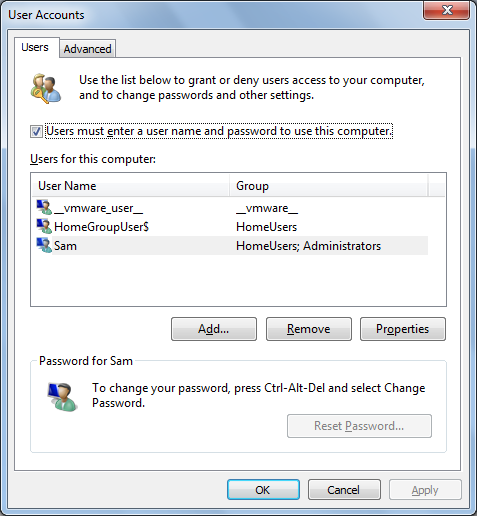 User Accounts
Users Advanced
Use the list below to grant or deny users access to your computer,
and to change passwords and other settings.
Users must enter a user name and password to use this computer.
Users for this computer:
User Name Group
__vmware_user__ __vmware__
HomeGroupUser$ HomeUsers
Sam HomeUsers; Administrators
Add... Remove Properties
Password for Sam
To change your password, press Ctrl-Alt-Del and select Change
Password.
Reset Password...
OK Cancel Apply